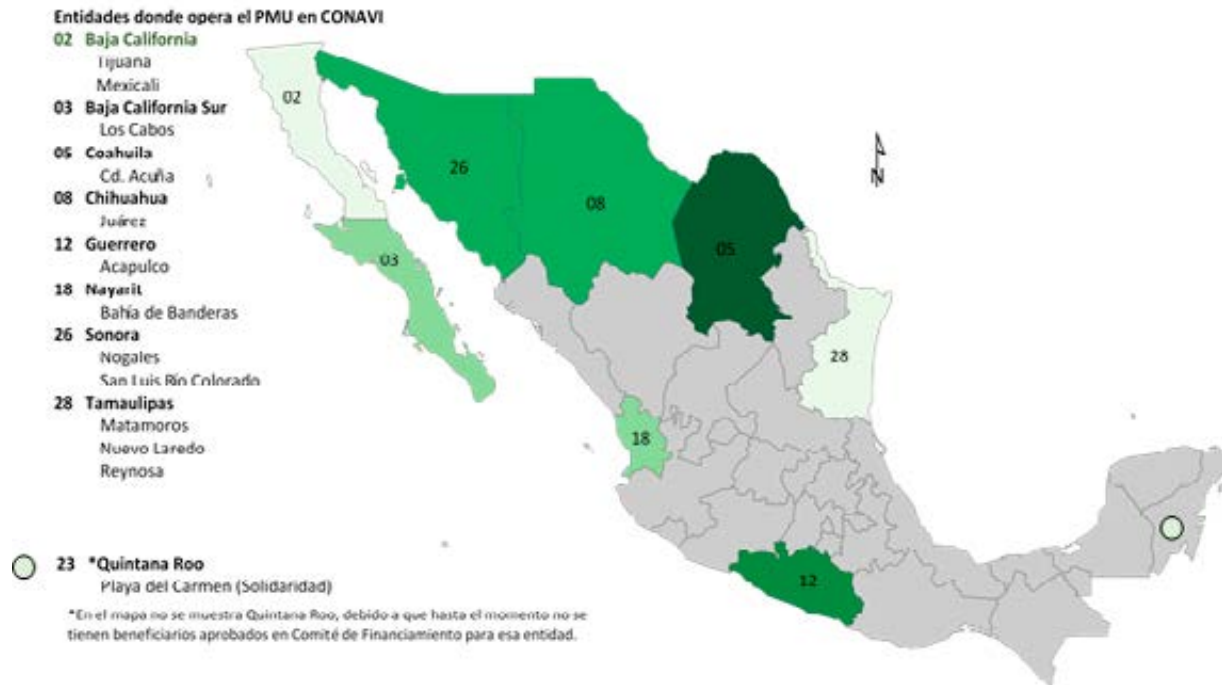 Entidades donde opera el PMU en CONAVI
02 Baja California
Tijuana
Mexicali
03 Baja California Sur
Los Cabos
05 Coahuila
Cd. Acuña
08 Chihuahua
Juárez
12 Guerrero
Acapulco
18 Nayarit
Bahía de Banderas
26 Sonora
Nogales
San Luis Río Colorado
28 Tamaulipas
Matamoros
Nuevo Laredo
Reynosa
23 *Quintana Roo
Playa del Carmen (Solidaridad)
*En el mapa no se muestra Quintana Roo, debido a que hasta el momento no se
tienen beneficiarios aprobados en Comité de Financiamiento para esa entidad.
02
26
08
03
05
28
18
12
N